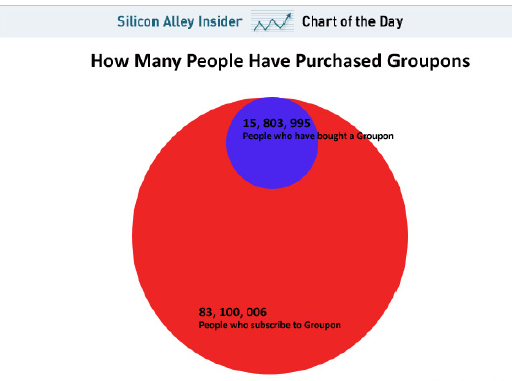 Silicon Alley Insider Chart of the Day
How Many People Have Purchased Groupons
15, 803, 995
People who have bought a Groupon
83, 100, 006
People who subscribe to Groupon